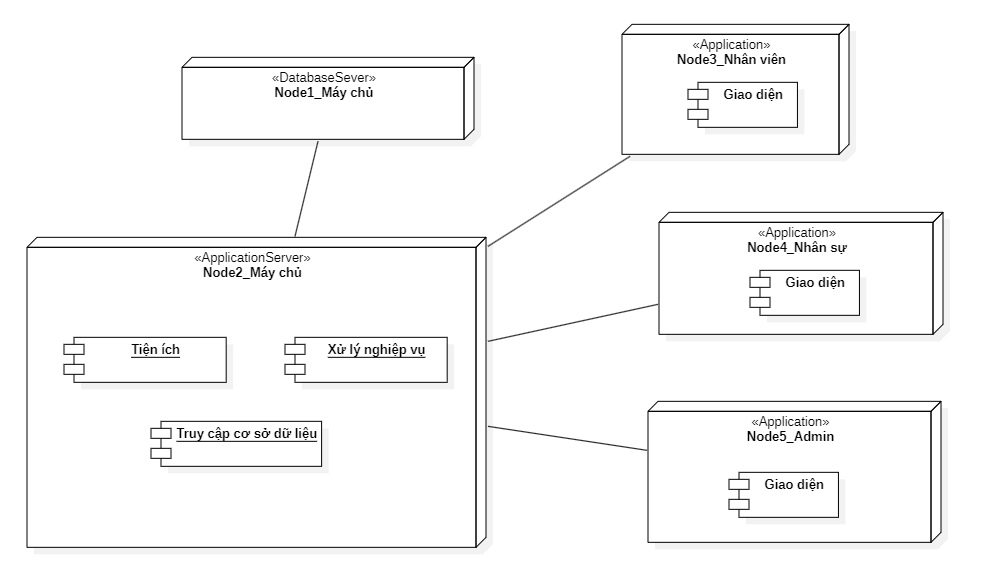 «DatabaseSever»
Node1_Máy chủ
«Application»
Node3_Nhân viên
Giao diện
«ApplicationServer»
Node2_Máy chủ
Tiện ích
Xử lý nghiệp vụ
Truy cập cơ sở dữ liệu
«Application»
Node4_Nhân sự
Giao diện
«Application»
Node5_Admin
Giao diện